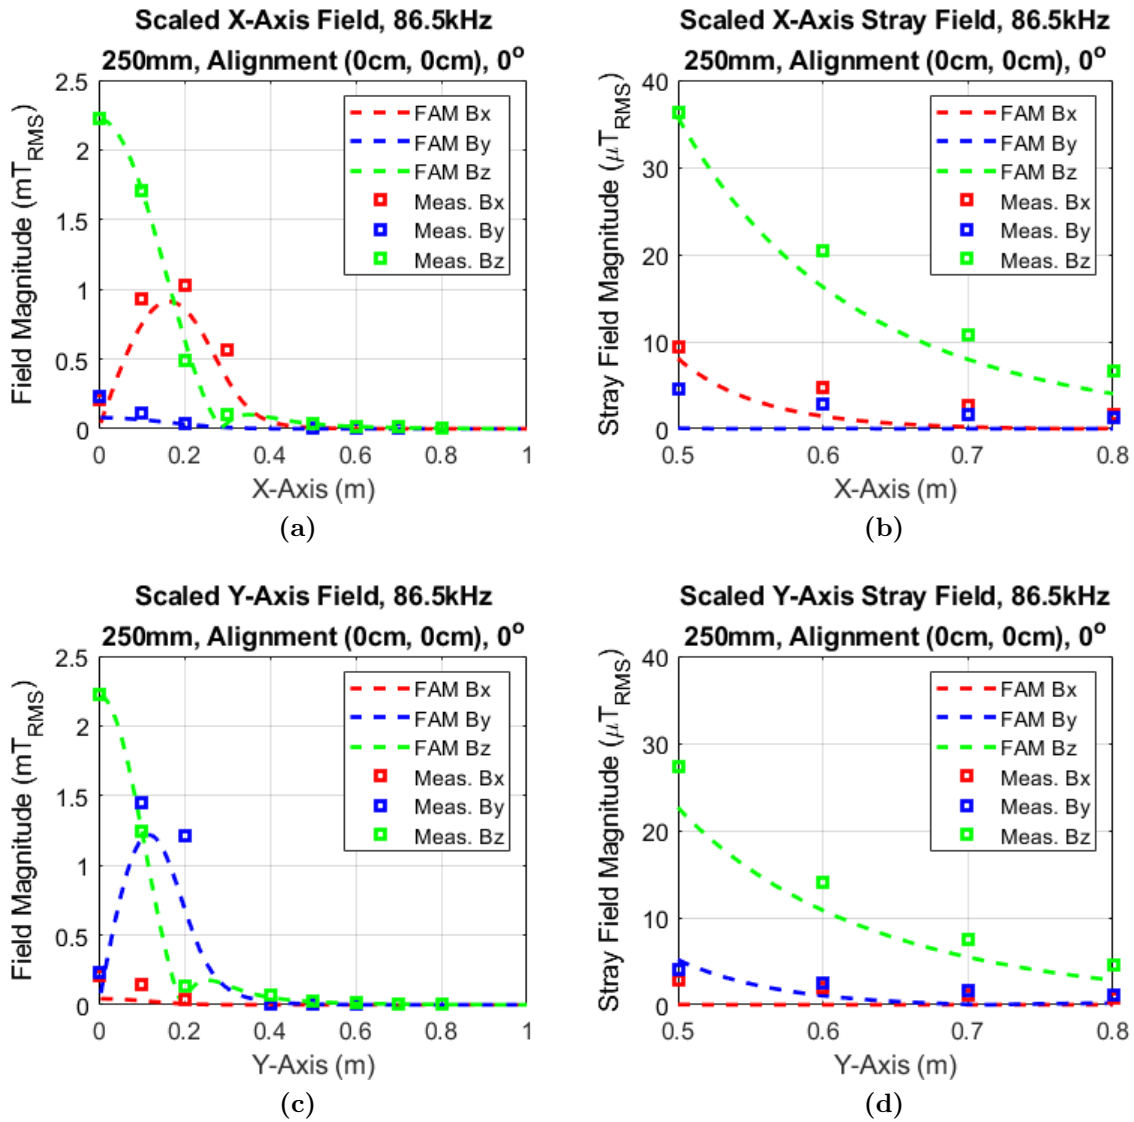 Scaled X-Axis Field, 86.5kHz
250mm, Alignment (0cm, 0cm), 0°
Field Magnitude (mT_RMS)
2.5
2
1.5
1
0.5
0
FAM Bx
FAM By
FAM Bz
Meas. Bx
Meas. By
Meas. Bz
0 0.2 0.4 0.6 0.8 1
X-Axis (m)
(a)
Scaled X-Axis Stray Field, 86.5kHz
250mm, Alignment (0cm, 0cm), 0°
Stray Field Magnitude (μT_RMS)
40
30
20
10
0
FAM Bx
FAM By
FAM Bz
Meas. Bx
Meas. By
Meas. Bz
0.5 0.6 0.7 0.8
X-Axis (m)
(b)
Scaled Y-Axis Field, 86.5kHz
250mm, Alignment (0cm, 0cm), 0°
Field Magnitude (mT_RMS)
2.5
2
1.5
1
0.5
0
FAM Bx
FAM By
FAM Bz
Meas. Bx
Meas. By
Meas. Bz
0 0.2 0.4 0.6 0.8 1
Y-Axis (m)
(c)
Scaled Y-Axis Stray Field, 86.5kHz
250mm, Alignment (0cm, 0cm), 0°
Stray Field Magnitude (μT_RMS)
40
30
20
10
0
FAM Bx
FAM By
FAM Bz
Meas. Bx
Meas. By
Meas. Bz
0.5 0.6 0.7 0.8
Y-Axis (m)
(d)